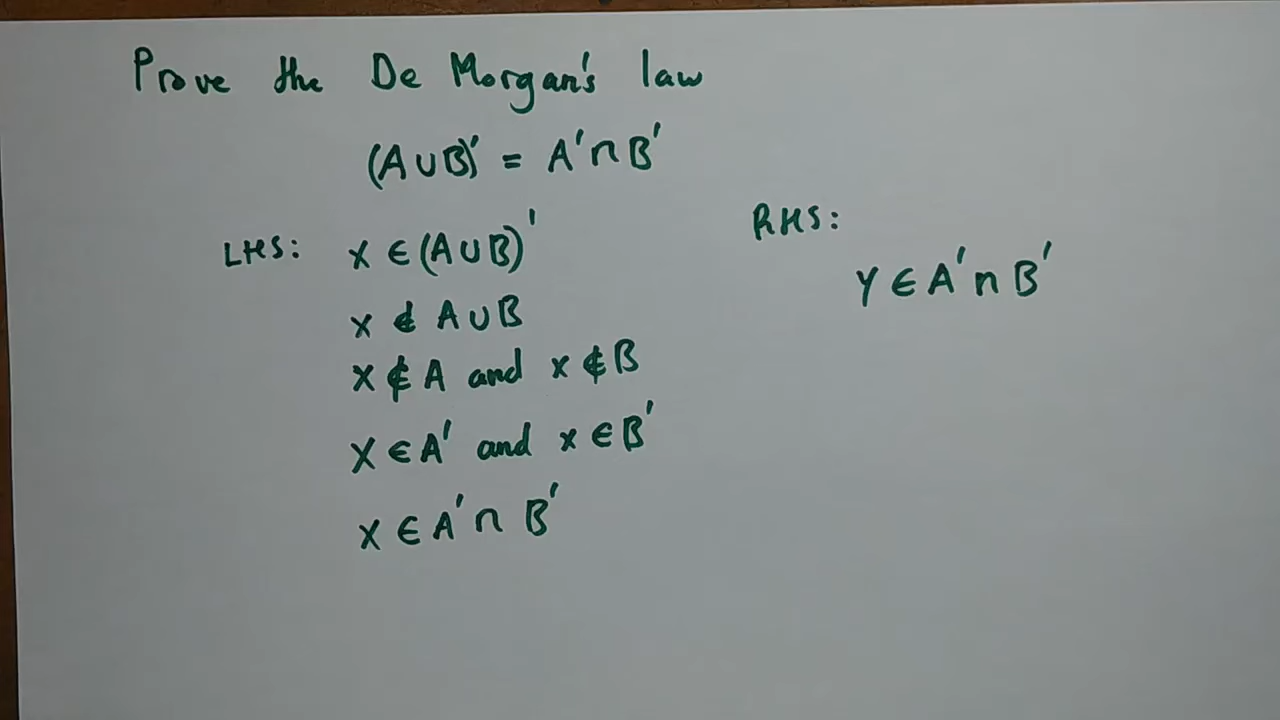 Prove the De Morgan's law
(A∪B)' = A'∩B'
LHS: x ∈ (A∪B)'
x ∉ A∪B
x ∉ A and x ∉ B
x ∈ A' and x ∈ B'
x ∈ A'∩ B'
RHS:
y ∈ A'∩ B'